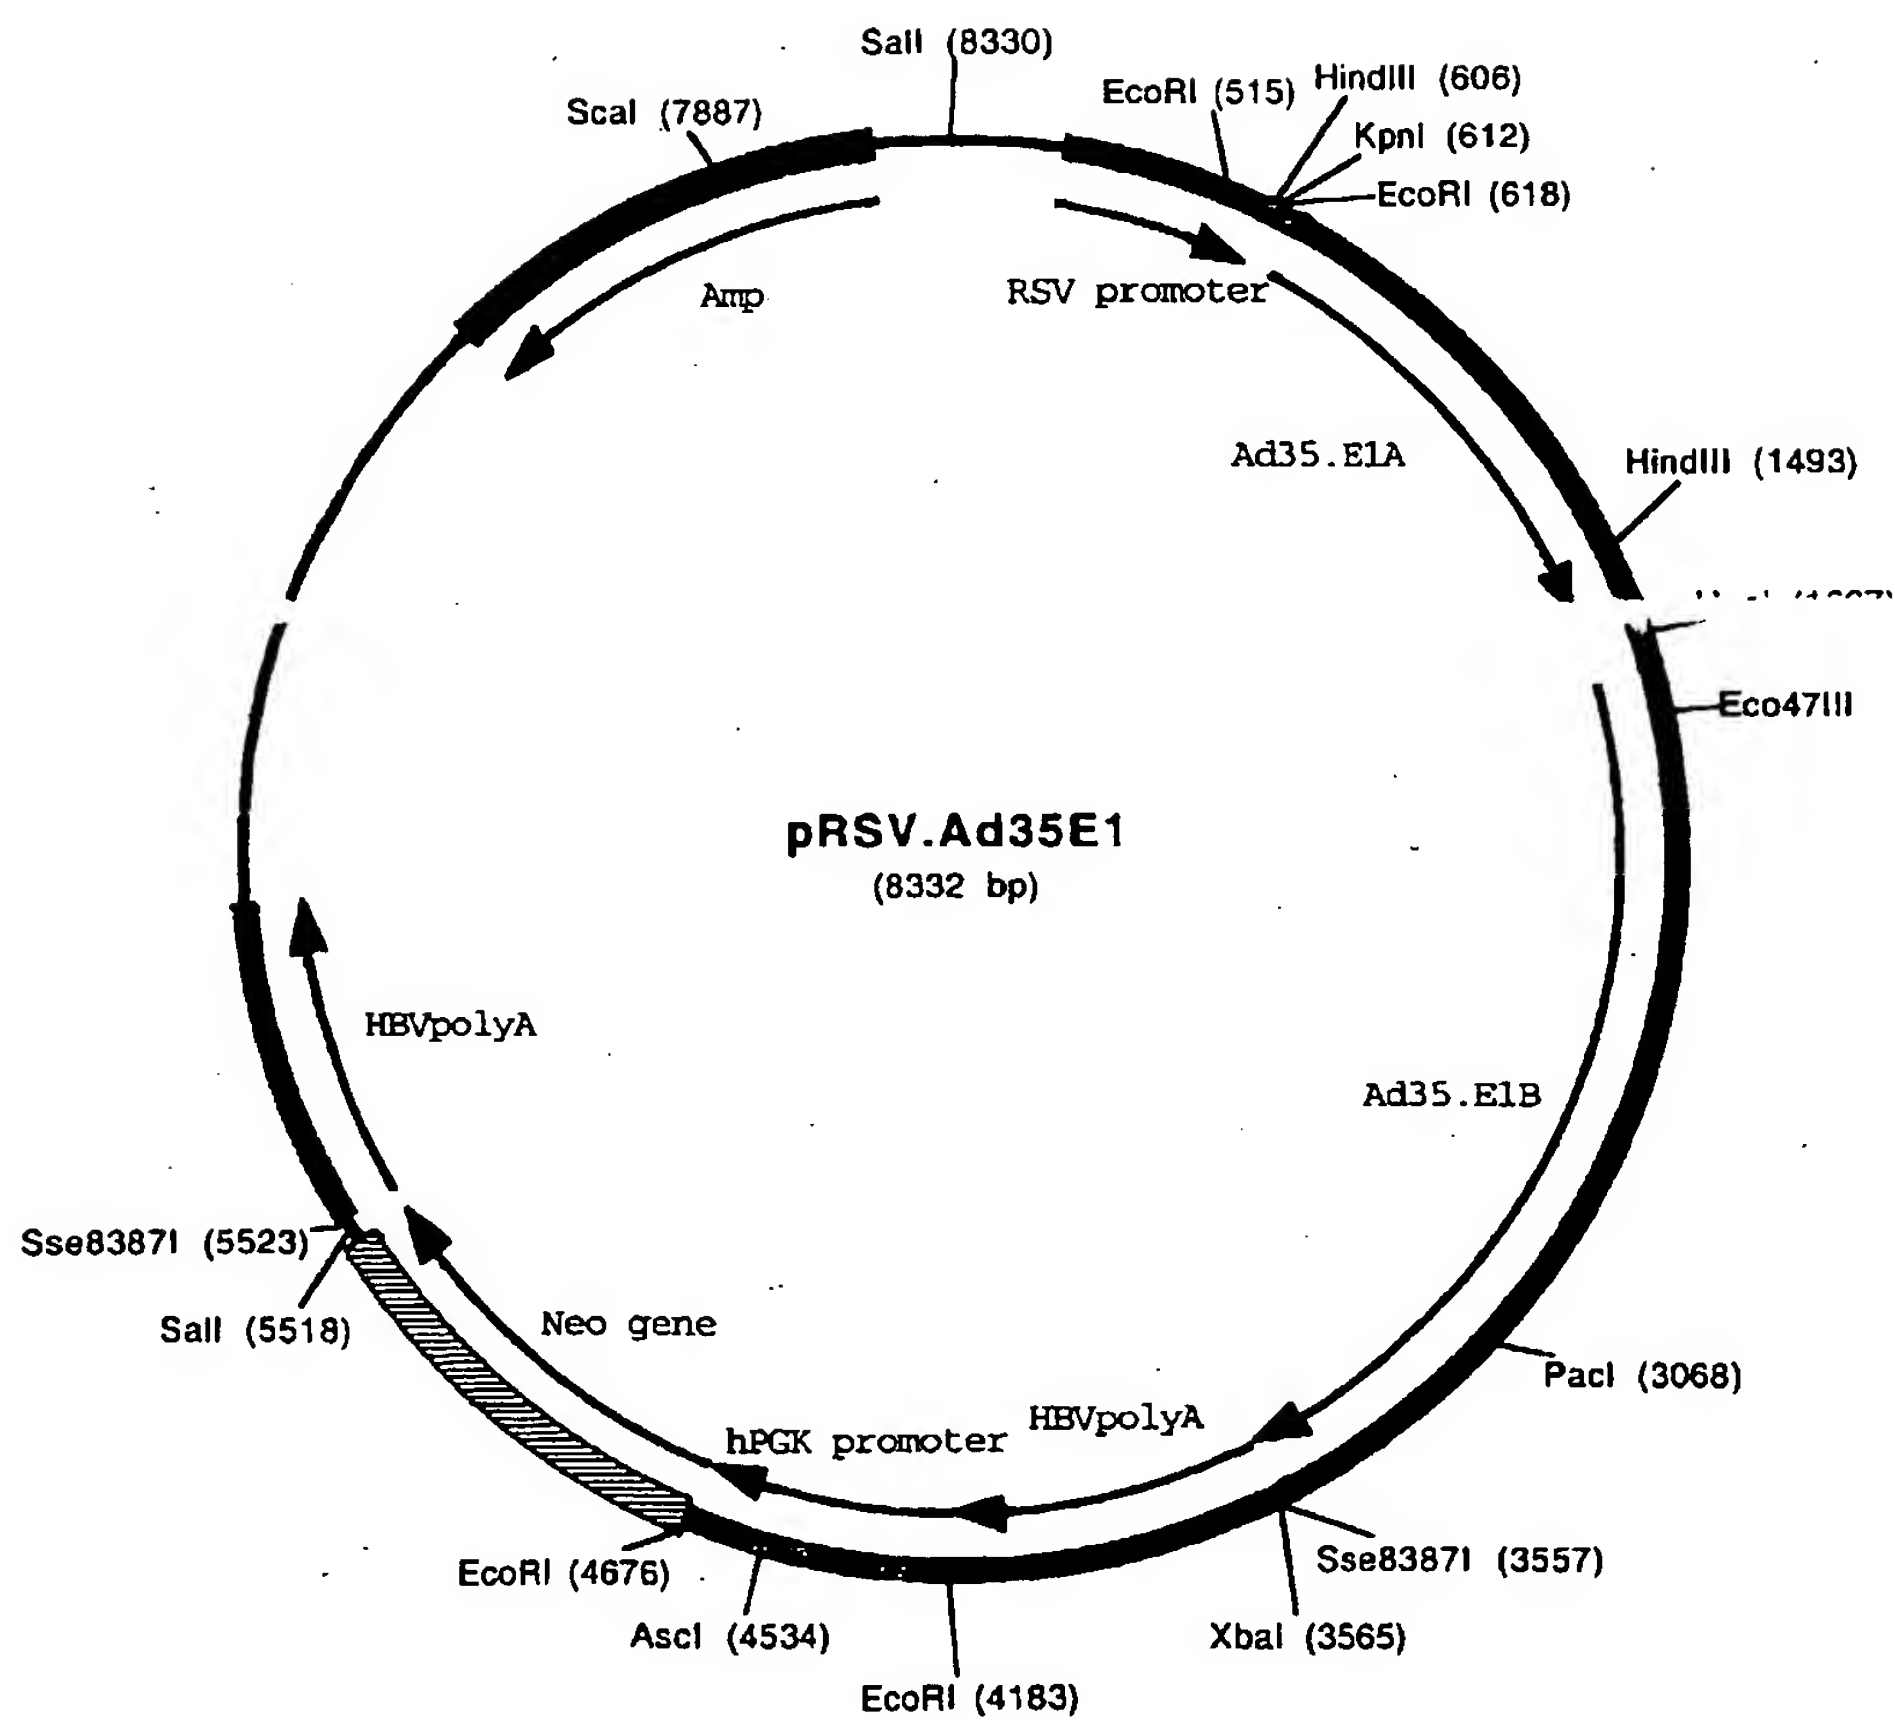 SalI (8330)
ScaI (7887)
EcoRI (515)
HindIII (606)
KpnI (612)
EcoRI (618)
Amp
RSV promoter
Ad35.E1A
HindIII (1493)
Eco47III
pRSV.Ad35E1
(8332 bp)
HBVpolyA
Ad35.E1B
Sse8387I (5523)
SalI (5518)
Neo gene
PacI (3068)
HBVpolyA
hPGK promoter
Sse8387I (3557)
EcoRI (4676)
AscI (4534)
XbaI (3565)
EcoRI (4183)